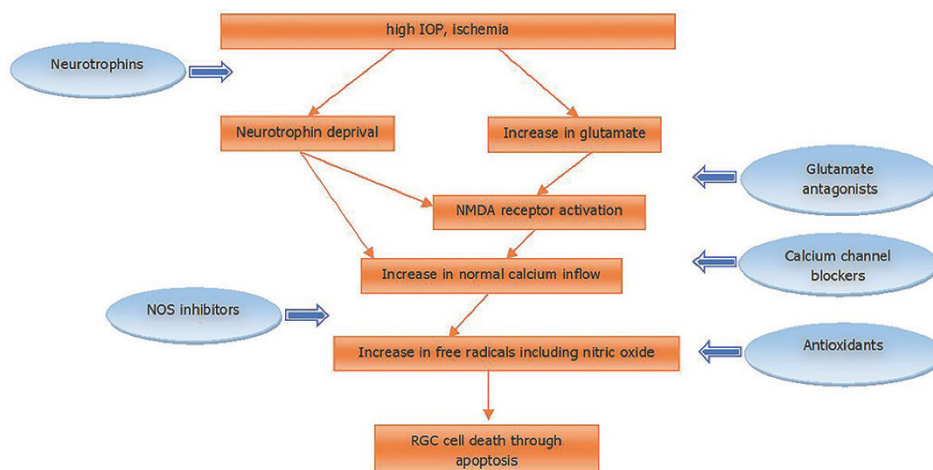 high IOP, ischemia
Neurotrophins
Neurotrophin deprival
Increase in glutamate
Glutamate
antagonists
NMDA receptor activation
Increase in normal calcium inflow
Calcium channel
blockers
NOS inhibitors
Increase in free radicals including nitric oxide
Antioxidants
RGC cell death through
apoptosis